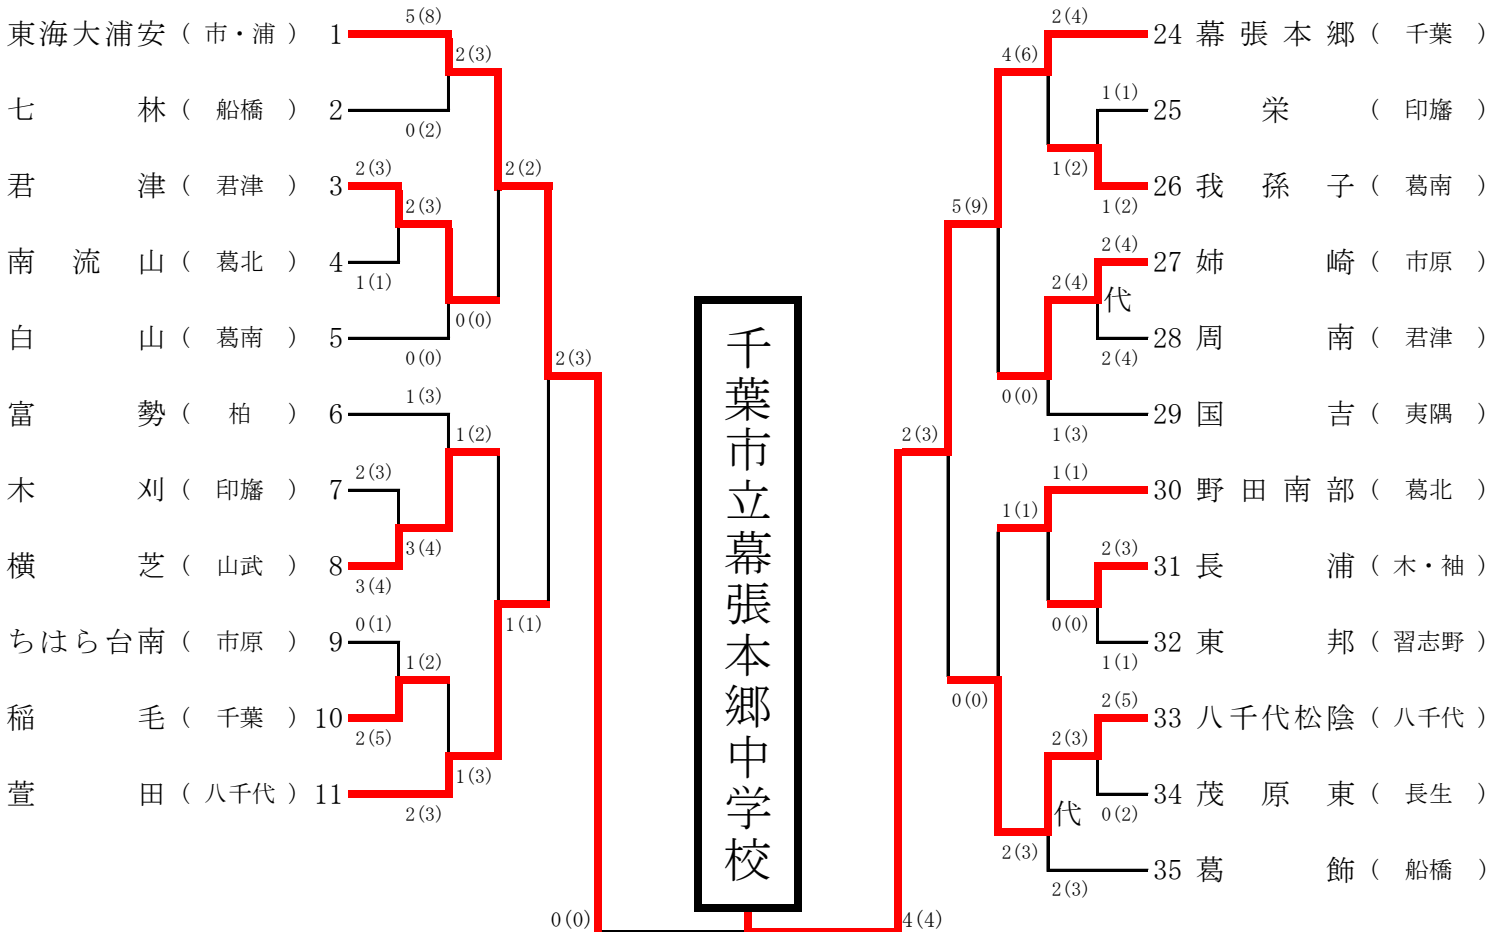 東海大浦安 ( 市・浦 ) 1
5(8)
2(3)
七林 ( 船橋 ) 2
0(2)
2(2)
君津 ( 君津 ) 3
2(3)
2(3)
南流山 ( 葛北 ) 4
1(1)
0(0)
白山 ( 葛南 ) 5
0(0)
2(3)
富勢 ( 柏 ) 6
1(3)
1(2)
木刈 ( 印旛 ) 7
2(3)
3(4)
横芝 ( 山武 ) 8
3(4)
1(1)
ちはら台南 ( 市原 ) 9
0(1)
1(2)
稲毛 ( 千葉 ) 10
2(5)
1(3)
萱田 ( 八千代 ) 11
2(3)
0(0)
千葉市立幕張本郷中学校
4(4)
2(4)
24 幕張本郷 ( 千葉 )
4(6)
1(1)
25 栄 ( 印旛 )
1(2)
26 我孫子 ( 葛南 )
1(2)
5(9)
2(4)
27 姉崎 ( 市原 )
2(4)
代
28 周南 ( 君津 )
2(4)
0(0)
29 国吉 ( 夷隅 )
1(3)
2(3)
1(1)
30 野田南部 ( 葛北 )
1(1)
2(3)
31 長浦 ( 木・袖 )
0(0)
32 東邦 ( 習志野 )
1(1)
0(0)
2(5)
33 八千代松陰 ( 八千代 )
2(3)
34 茂原東 ( 長生 )
0(2)
代
2(3)
35 葛飾 ( 船橋 )
2(3)